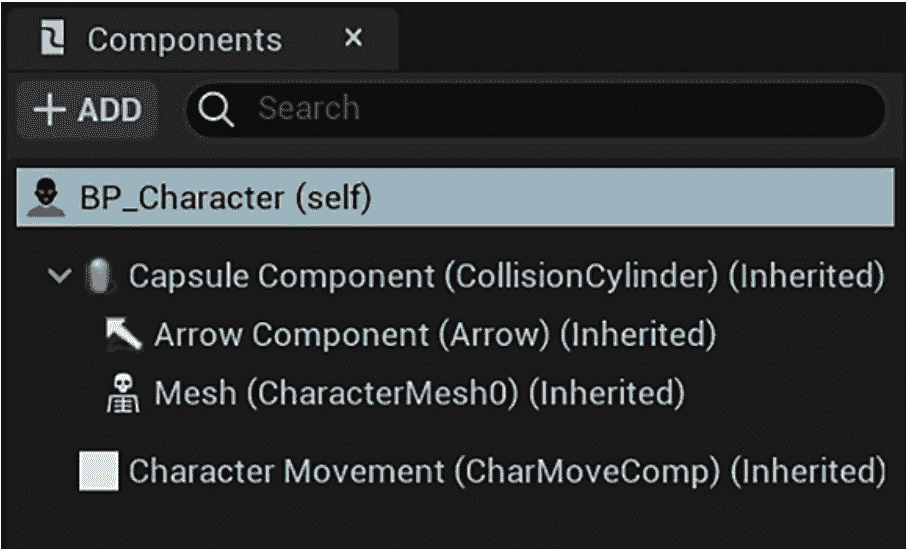 Components ×
+ ADD Search
BP_Character (self)
Capsule Component (CollisionCylinder) (Inherited)
Arrow Component (Arrow) (Inherited)
Mesh (CharacterMesh0) (Inherited)
Character Movement (CharMoveComp) (Inherited)